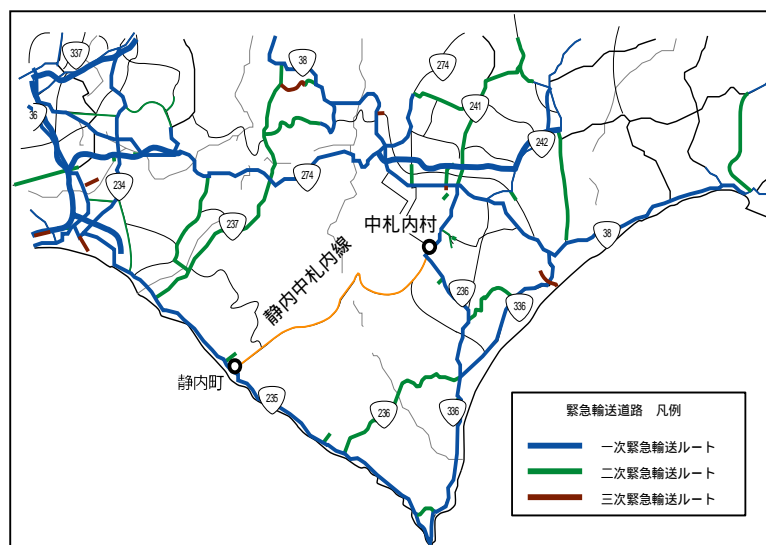 337
38
274
36
241
242
234
274
237
中札内村
38
静内中札内線
236
336
静内町
235
236
336
緊急輸送道路 凡例
一次緊急輸送ルート
二次緊急輸送ルート
三次緊急輸送ルート